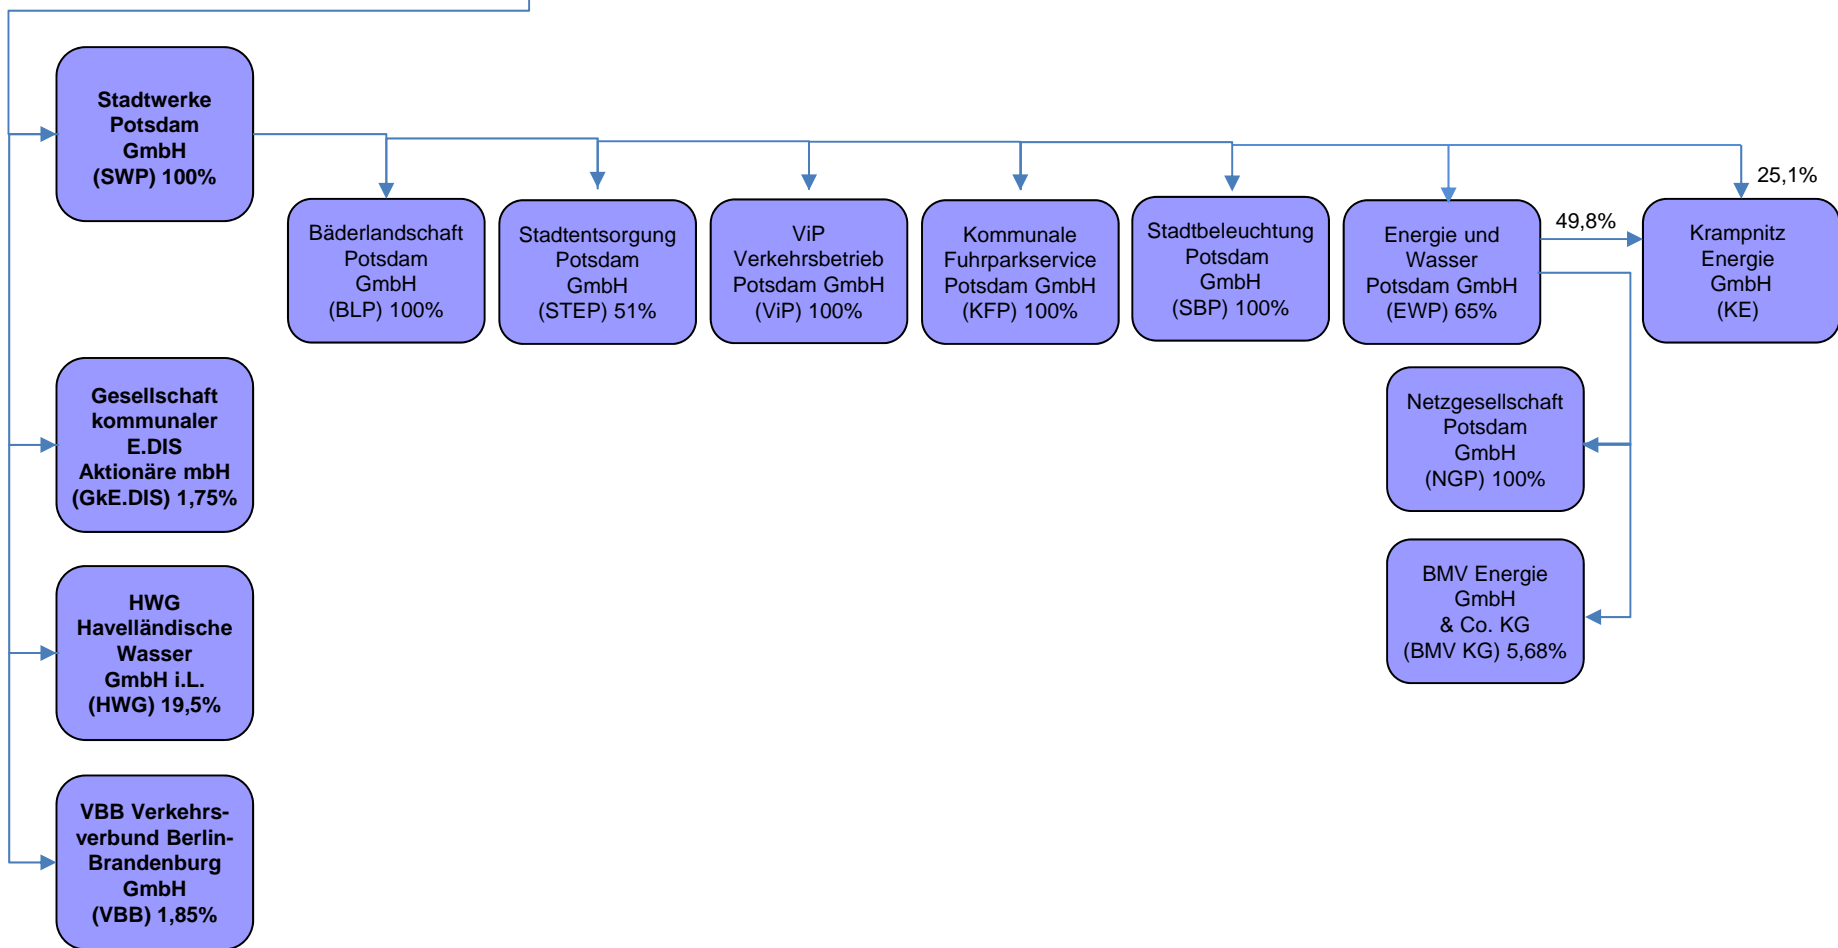 Stadtwerke
Potsdam
GmbH
(SWP) 100%
Bäderlandschaft
Potsdam
GmbH
(BLP) 100%
Stadtentsorgung
Potsdam
GmbH
(STEP) 51%
ViP
Verkehrsbetrieb
Potsdam GmbH
(ViP) 100%
Kommunale
Fuhrparkservice
Potsdam GmbH
(KFP) 100%
Stadtbeleuchtung
Potsdam
GmbH
(SBP) 100%
Energie und
Wasser
Potsdam GmbH
(EWP) 65%
49,8%
25,1%
Krampnitz
Energie
GmbH
(KE)
Gesellschaft
kommunaler
E.DIS
Aktionäre mbH
(GkE.DIS) 1,75%
Netzgesellschaft
Potsdam
GmbH
(NGP) 100%
HWG
Havelländische
Wasser
GmbH i.L.
(HWG) 19,5%
BMV Energie
GmbH
& Co. KG
(BMV KG) 5,68%
VBB Verkehrs-
verbund Berlin-
Brandenburg
GmbH
(VBB) 1,85%